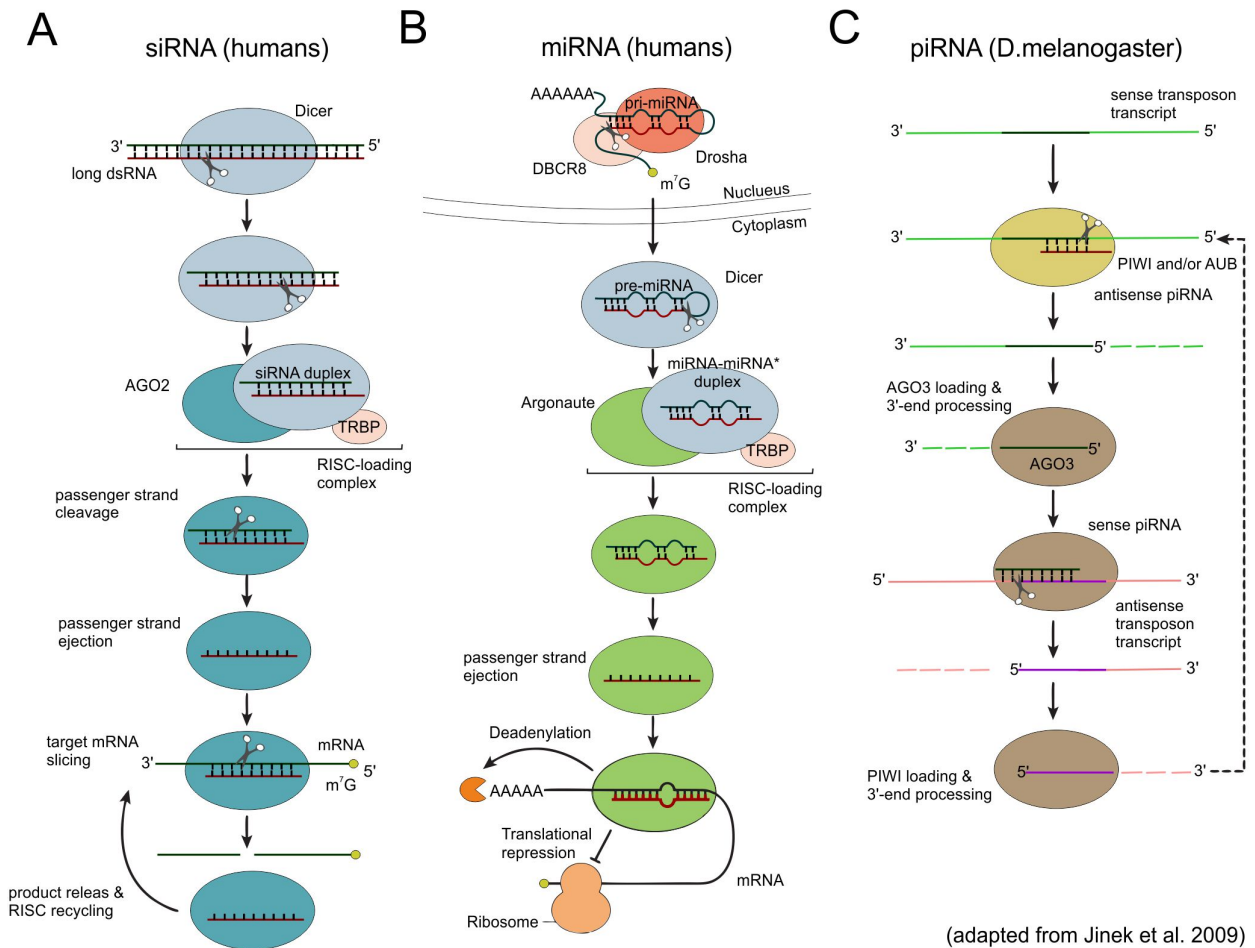 A
siRNA (humans)
Dicer
3'
5'
long dsRNA
AGO2
siRNA duplex
TRBP
RISC-loading
complex
passenger strand
cleavage
passenger strand
ejection
target mRNA
slicing
3'
mRNA
m⁷G
5'
product releas &
RISC recycling
B
miRNA (humans)
AAAAAA
pri-miRNA
DBCR8
Drosha
m⁷G
Nuclueus
Cytoplasm
Dicer
pre-miRNA
miRNA-miRNA*
duplex
Argonaute
TRBP
RISC-loading
complex
passenger strand
ejection
Deadenylation
AAAAA
Translational
repression
mRNA
Ribosome
C
piRNA (D.melanogaster)
sense transposon
transcript
3'
5'
3'
5'
PIWI and/or AUB
antisense piRNA
3'
5'
AGO3 loading &
3'-end processing
3'
5'
AGO3
sense piRNA
5'
3'
antisense
transposon
transcript
5'
3'
PIWI loading &
3'-end processing
5'
3'
(adapted from Jinek et al. 2009)